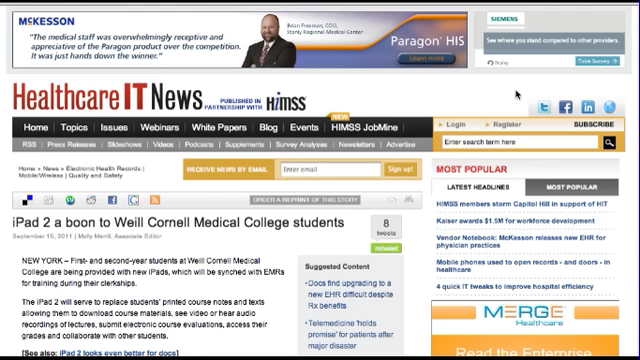 McKESSON
"The medical staff was overwhelmingly receptive and
appreciative of the Paragon product over the competition.
It was just hands down the winner."
Brian Freeman, COO,
Stanly Regional Medical Center
Paragon® HIS
Learn more
SIEMENS
See where you stand compared to other providers.
Take Survey
Healthcare IT News
PUBLISHED IN
PARTNERSHIP WITH
HIMSS
NEW
Home Topics Issues Webinars White Papers Blog Events HIMSS JobMine
Login Register SUBSCRIBE
RSS Press Releases Slideshows Videos Podcasts Supplements Survey Analyses Newsletters Advertise
Enter search term here
Home » News » Electronic Health Records |
Mobile/Wireless | Quality and Safety
RECEIVE NEWS BY EMAIL
Enter email
Sign up!
ORDER A REPRINT OF THIS STORY
iPad 2 a boon to Weill Cornell Medical College students
September 15, 2011 | Molly Merrill, Associate Editor
8
tweets
retweet
NEW YORK – First- and second-year students at Weill Cornell Medical
College are being provided with new iPads, which will be synced with EMRs
for training during their clerkships.
The iPad 2 will serve to replace students' printed course notes and texts
allowing them to download course materials, see video or hear audio
recordings of lectures, submit electronic course evaluations, access their
grades and collaborate with other students.
[See also: iPad 2 looks even better for docs]
Suggested Content
Docs find upgrading to
a new EHR difficult despite
Rx benefits
Telemedicine 'holds
promise' for patients after
major disaster
MOST POPULAR
LATEST HEADLINES MOST POPULAR
HIMSS members storm Capitol Hill in support of HIT
Kaiser awards $1.5M for workforce development
Vendor Notebook: McKesson releases new EHR for
physician practices
Mobile phones used to open records - and doors - in
healthcare
4 quick IT tweaks to improve hospital efficiency
MERGE
Healthcare
Read the Enterprise